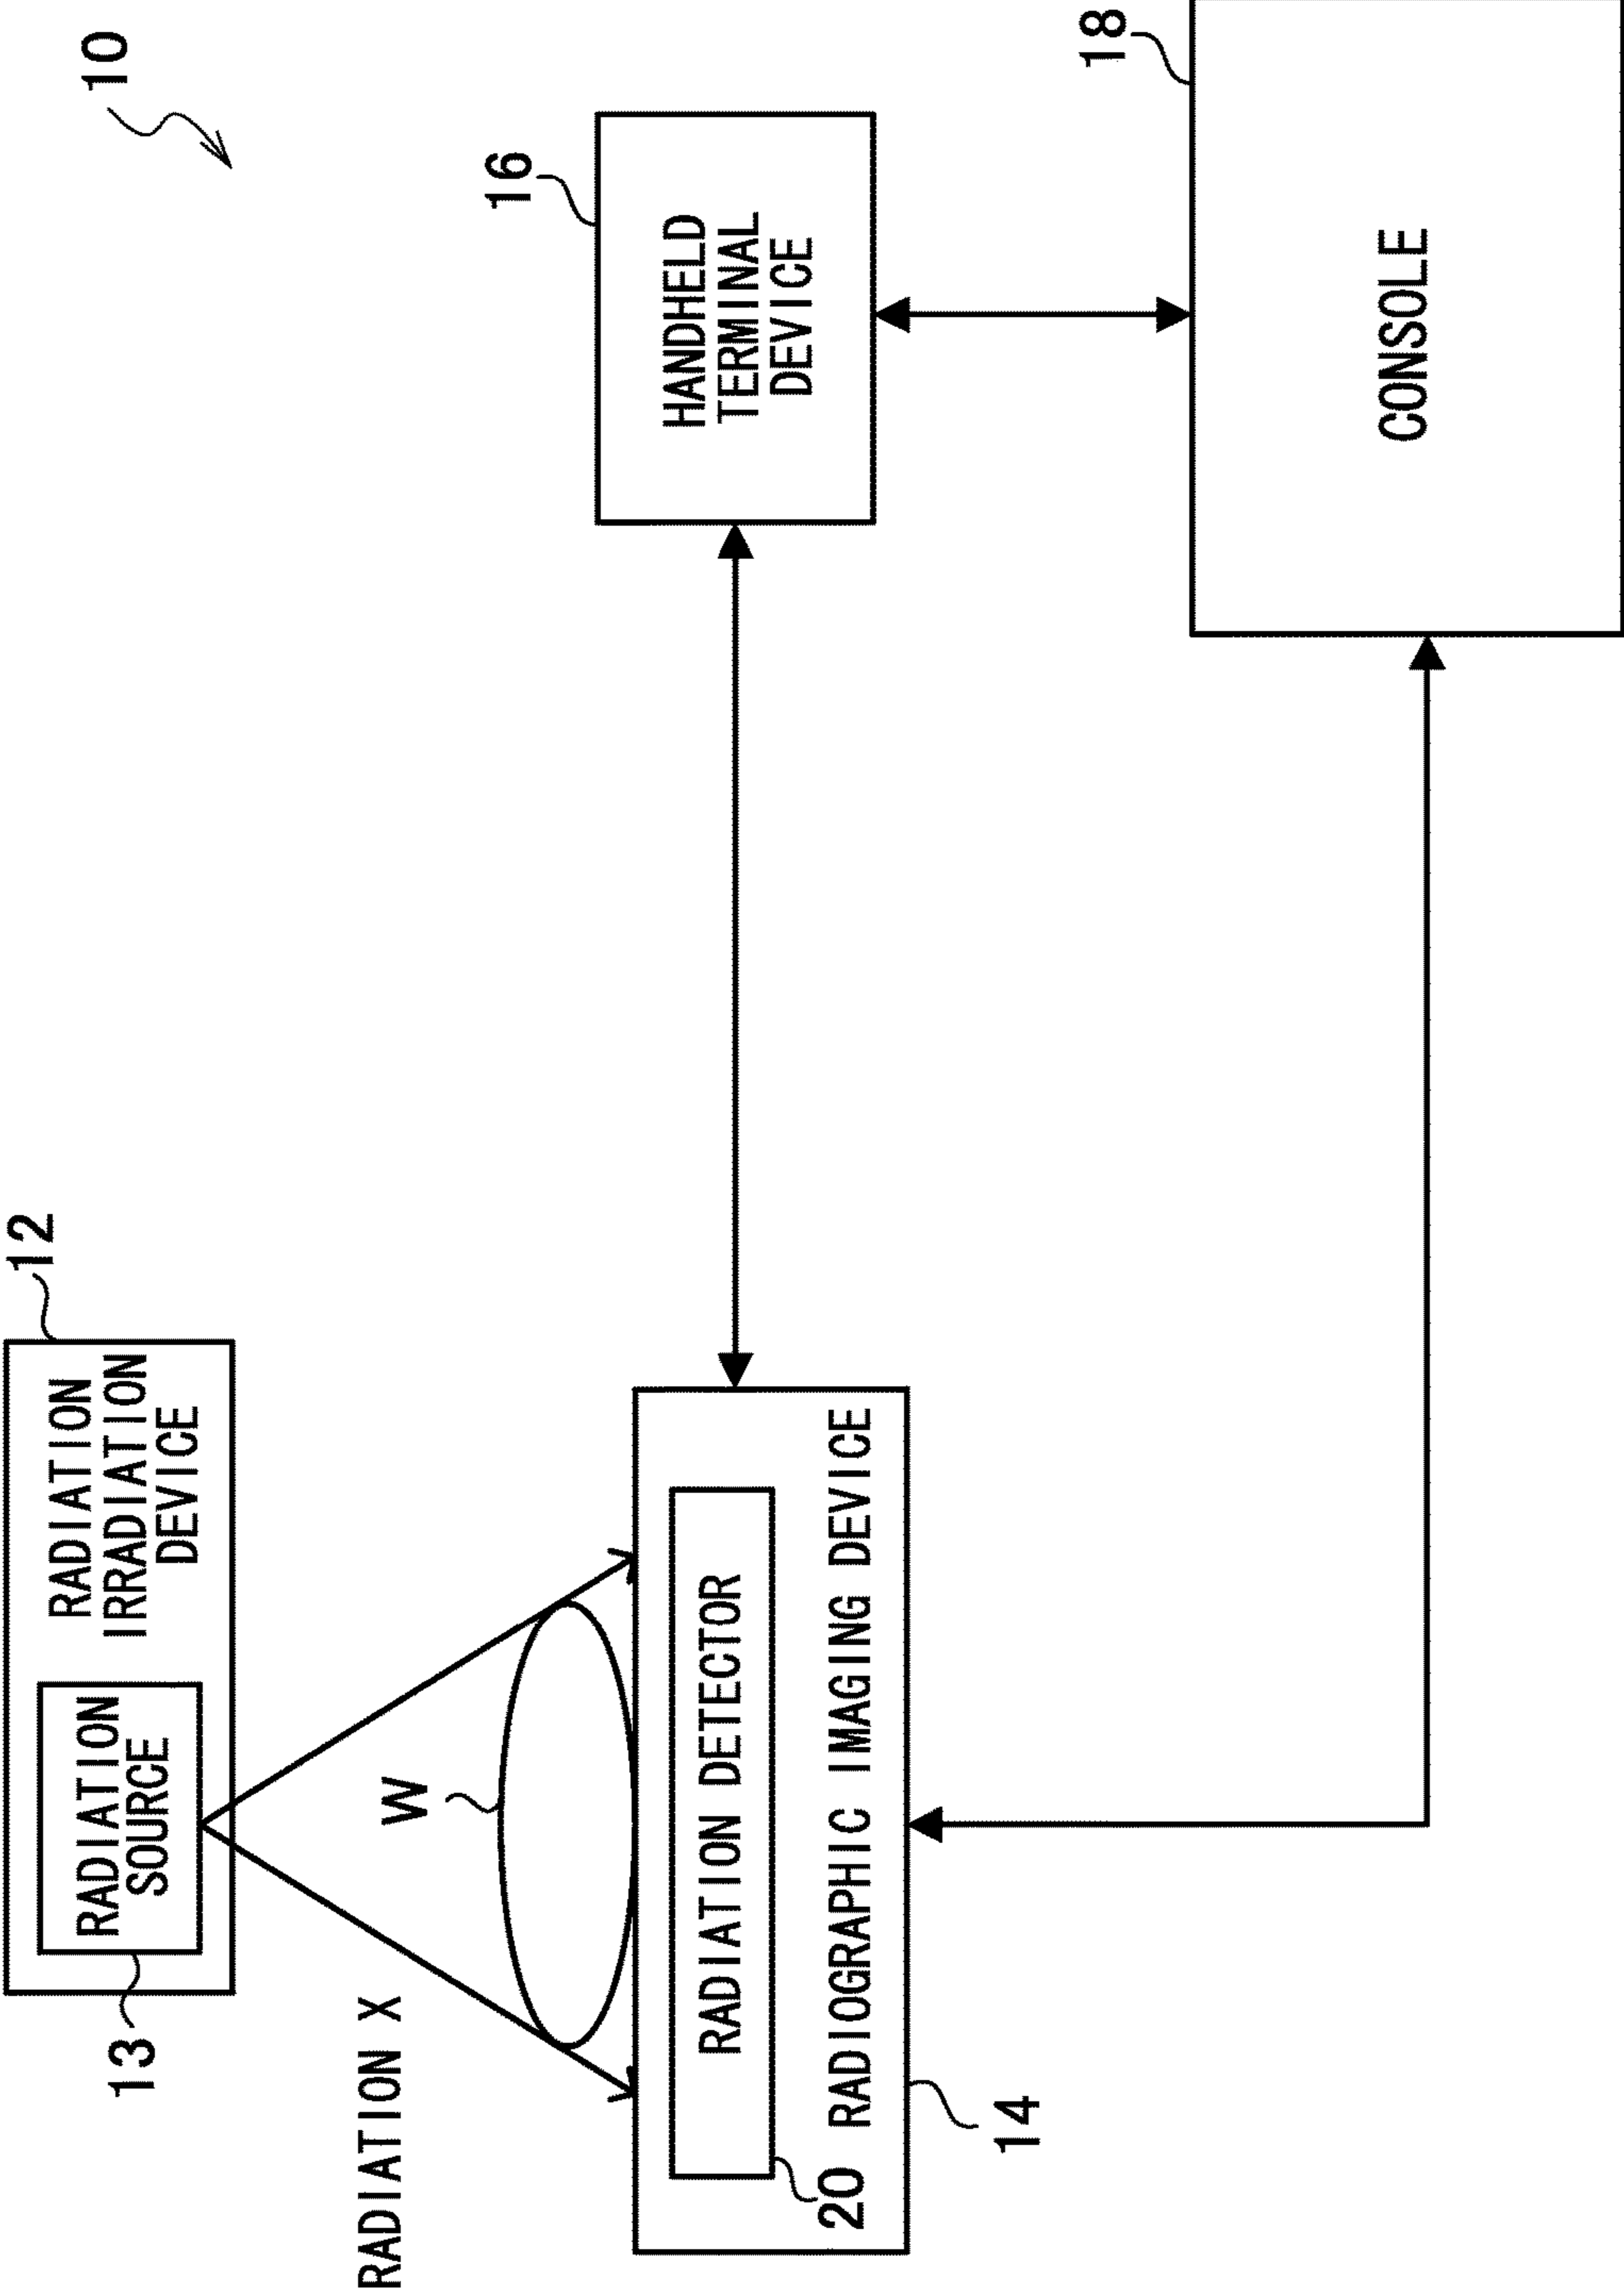 10
12
RADIATION
IRRADIATION
DEVICE
RADIATION
SOURCE
13
RADIATION X
W
16
HANDHELD
TERMINAL
DEVICE
RADIATION DETECTOR
20
RADIOGRAPHIC IMAGING DEVICE
14
18
CONSOLE